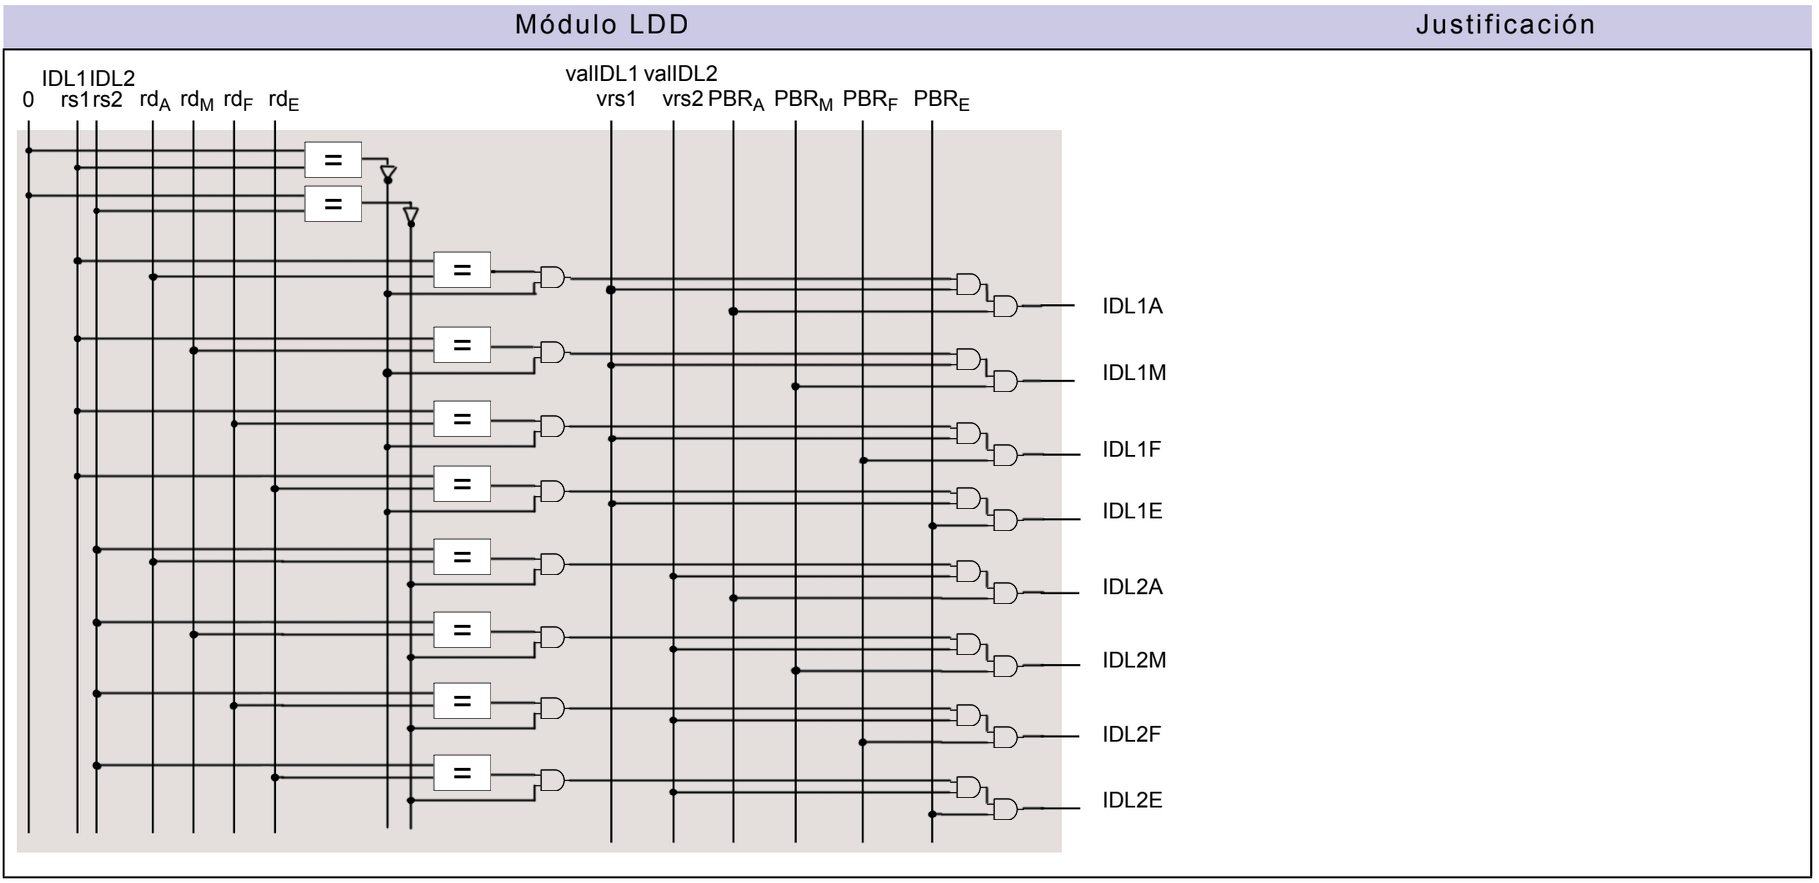 Módulo LDD Justificación
IDL1 IDL2 valIDL1 valIDL2
0 rs1 rs2 rdA rdM rdF rdE vrs1 vrs2 PBRA PBRM PBRF PBRE
=
=
=
IDL1A
=
IDL1M
=
IDL1F
=
IDL1E
=
IDL2A
=
IDL2M
=
IDL2F
=
IDL2E